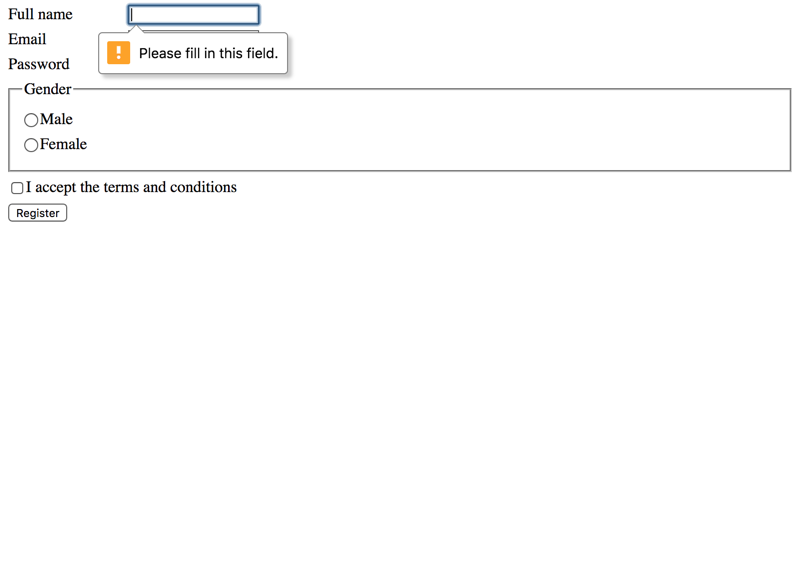 Full name
Email
! Please fill in this field.
Password
Gender
Male
Female
I accept the terms and conditions
Register